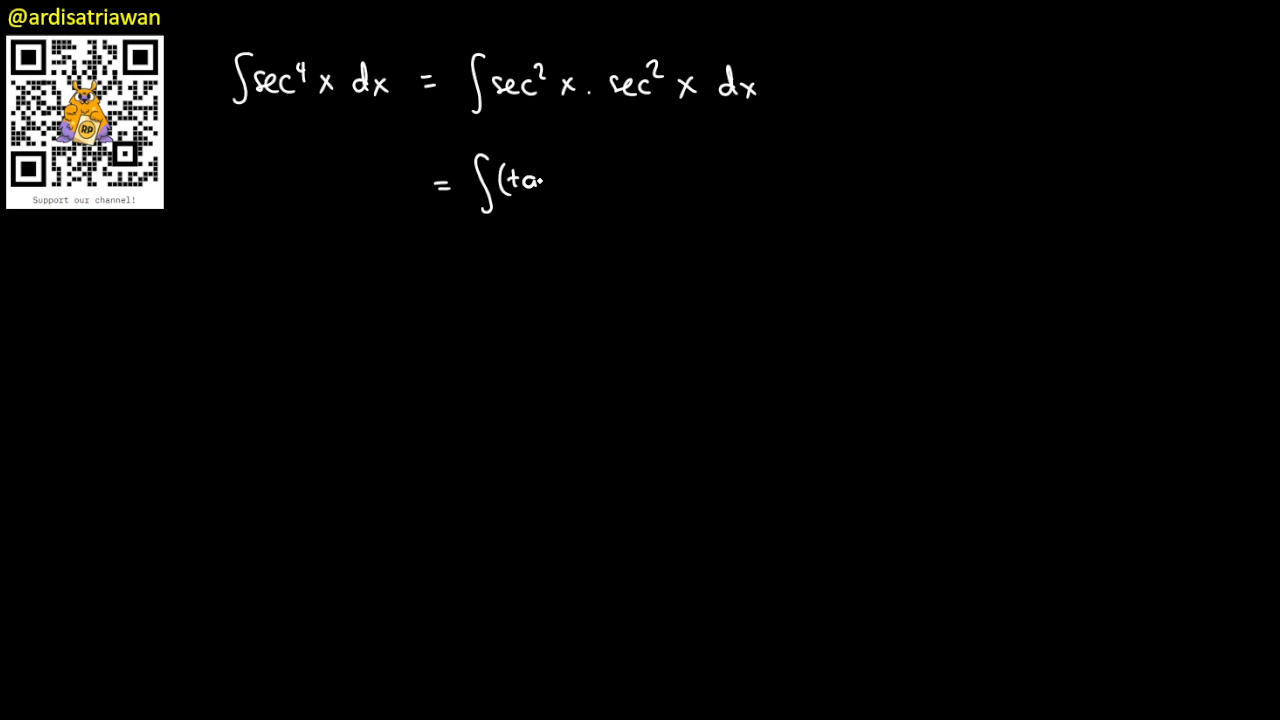 @ardisatriawan
∫sec⁴ x dx = ∫sec² x . sec² x dx
Support our channel!
= ∫(ta